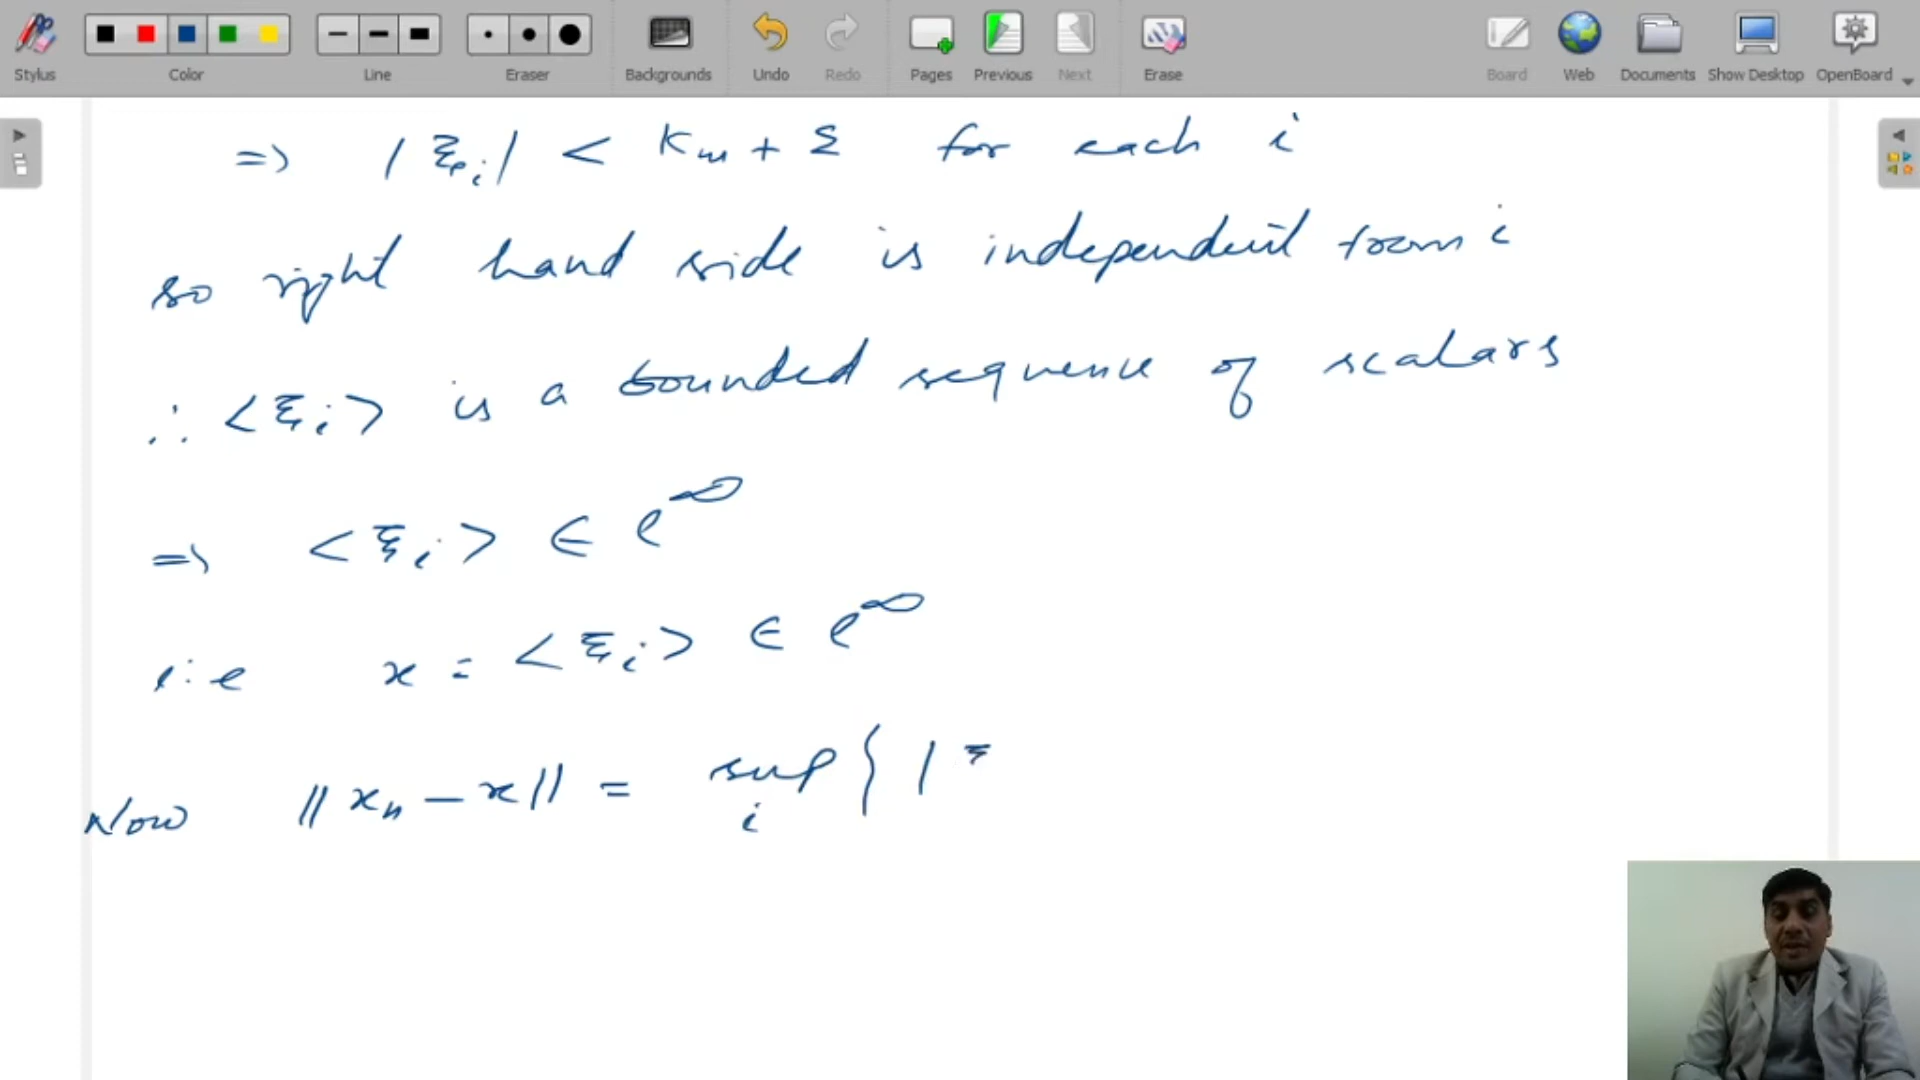 Stylus Color Line Eraser Backgrounds Undo Redo Pages Previous Next Erase Board Web Documents Show Desktop OpenBoard
=> |ξ_i| < K_m + Σ for each i
so right hand side is independent from i
∴ <ξ_i> is a bounded sequence of scalars
=> <ξ_i> ∈ l^∞
i.e x = <ξ_i> ∈ l^∞
Now ||x_n - x|| = sup_i { | ξ